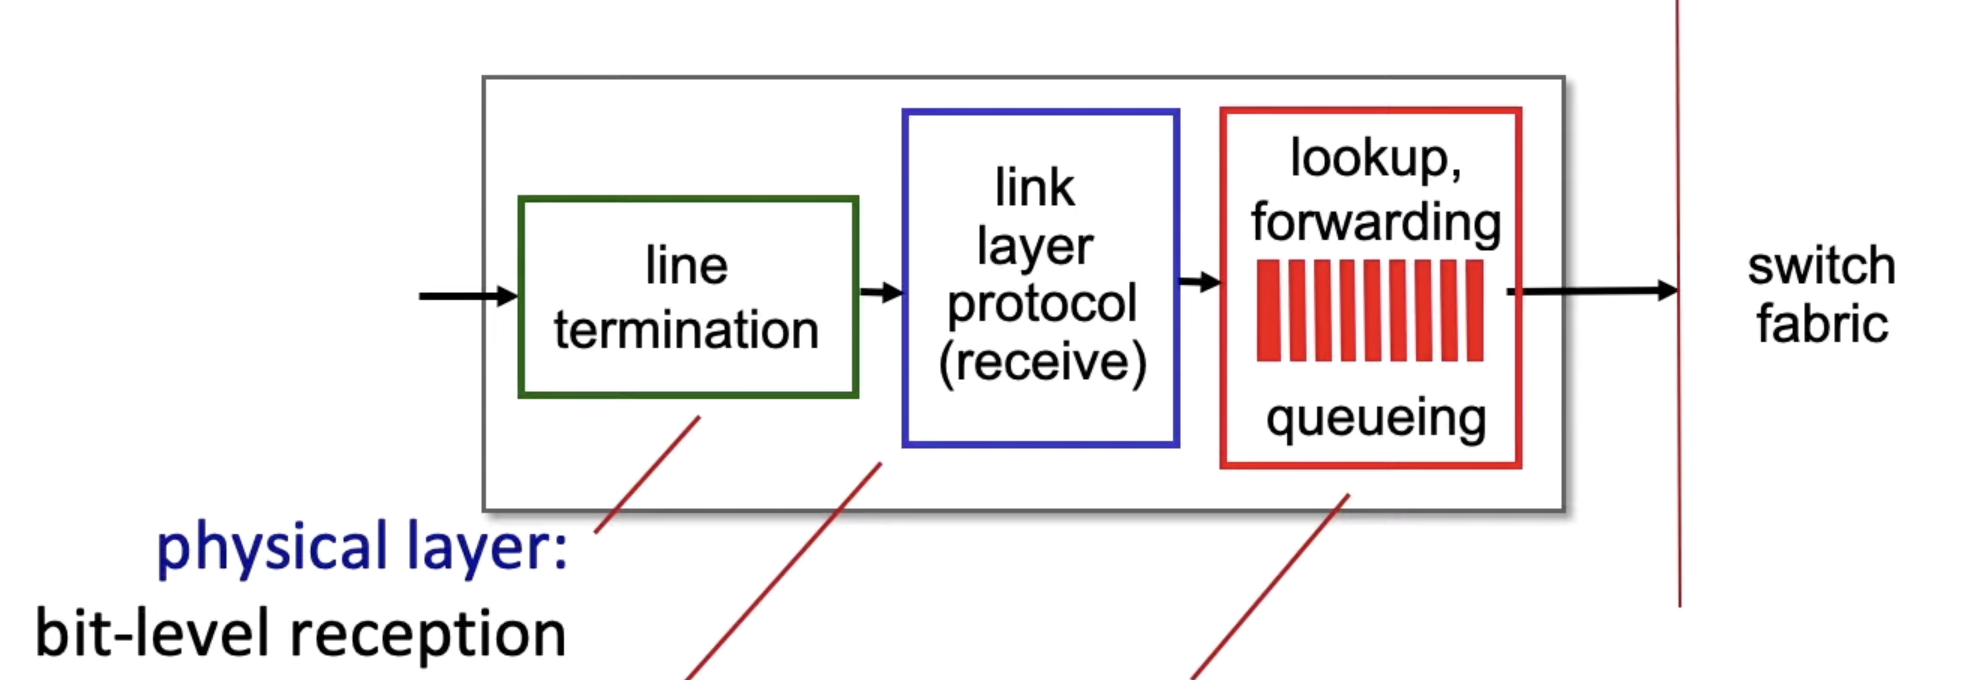 line
termination
link
layer
protocol
(receive)
lookup,
forwarding
queueing
switch
fabric
physical layer:
bit-level reception